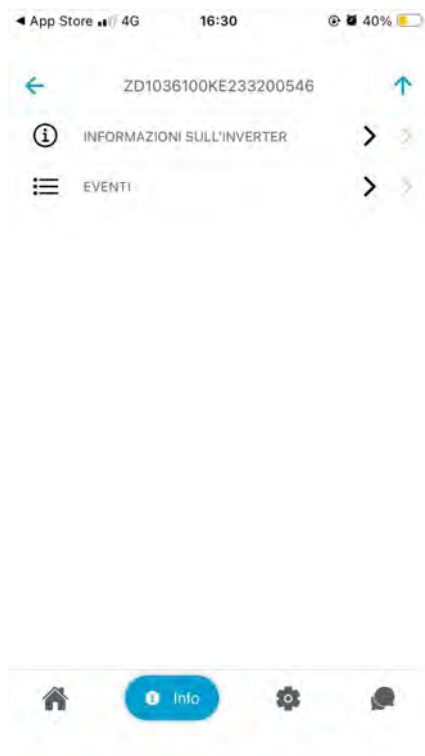 ◄ App Store 4G 16:30 40%
ZD1036100KE233200546
INFORMAZIONI SULL'INVERTER
EVENTI
Info